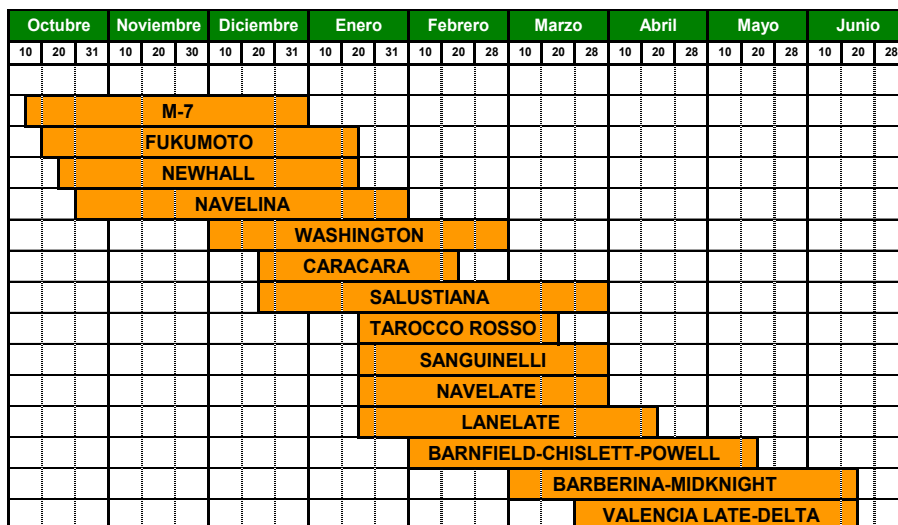 Octubre Noviembre Diciembre Enero Febrero Marzo Abril Mayo Junio
10 20 31 10 20 30 10 20 31 10 20 31 10 20 28 10 20 28 10 20 28 10 20 28 10 20 28
M-7
FUKUMOTO
NEWHALL
NAVELINA
WASHINGTON
CARACARA
SALUSTIANA
TAROCCO ROSSO
SANGUINELLI
NAVELATE
LANELATE
BARNFIELD-CHISLETT-POWELL
BARBERINA-MIDKNIGHT
VALENCIA LATE-DELTA